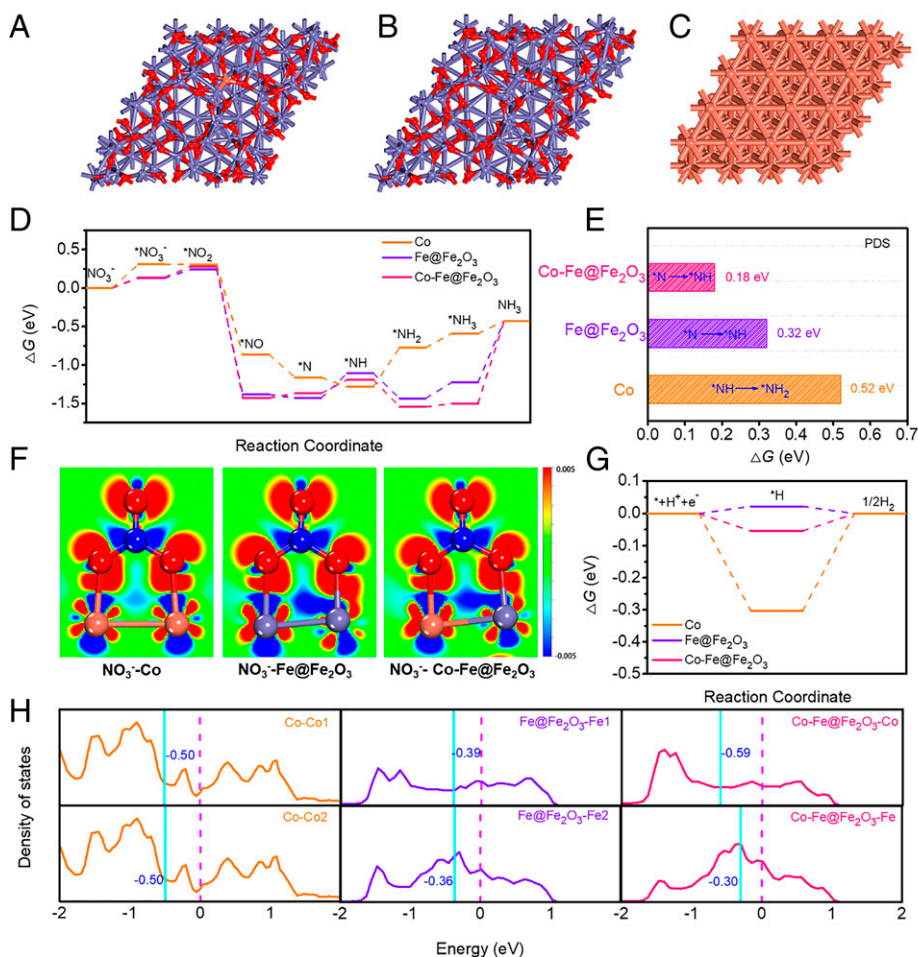 A
B
C
D
0.5
0.0
-0.5
-1.0
-1.5
ΔG (eV)
NO₃⁻
*NO₃⁻
*NO₂
*NO
*N
*NH
*NH₂
*NH₃
NH₃
Co
Fe@Fe₂O₃
Co-Fe@Fe₂O₃
Reaction Coordinate
E
PDS
Co-Fe@Fe₂O₃
*N→*NH
0.18 eV
Fe@Fe₂O₃
*N→*NH
0.32 eV
Co
*NH→*NH₂
0.52 eV
0.0 0.1 0.2 0.3 0.4 0.5 0.6 0.7
ΔG (eV)
F
0.005
-0.005
NO₃⁻-Co
NO₃⁻-Fe@Fe₂O₃
NO₃⁻- Co-Fe@Fe₂O₃
G
0.1
0.0
-0.1
-0.2
-0.3
-0.5
ΔG (eV)
*+H⁺+e⁻
*H
1/2H₂
Co
Fe@Fe₂O₃
Co-Fe@Fe₂O₃
Reaction Coordinate
H
Density of states
Co-Co1
-0.50
Fe@Fe₂O₃-Fe1
-0.39
Co-Fe@Fe₂O₃-Co
-0.59
Co-Co2
-0.50
Fe@Fe₂O₃-Fe2
-0.36
Co-Fe@Fe₂O₃-Fe
-0.30
-2 -1 0 1 -2 -1 0 1 -2 -1 0 1 2
Energy (eV)